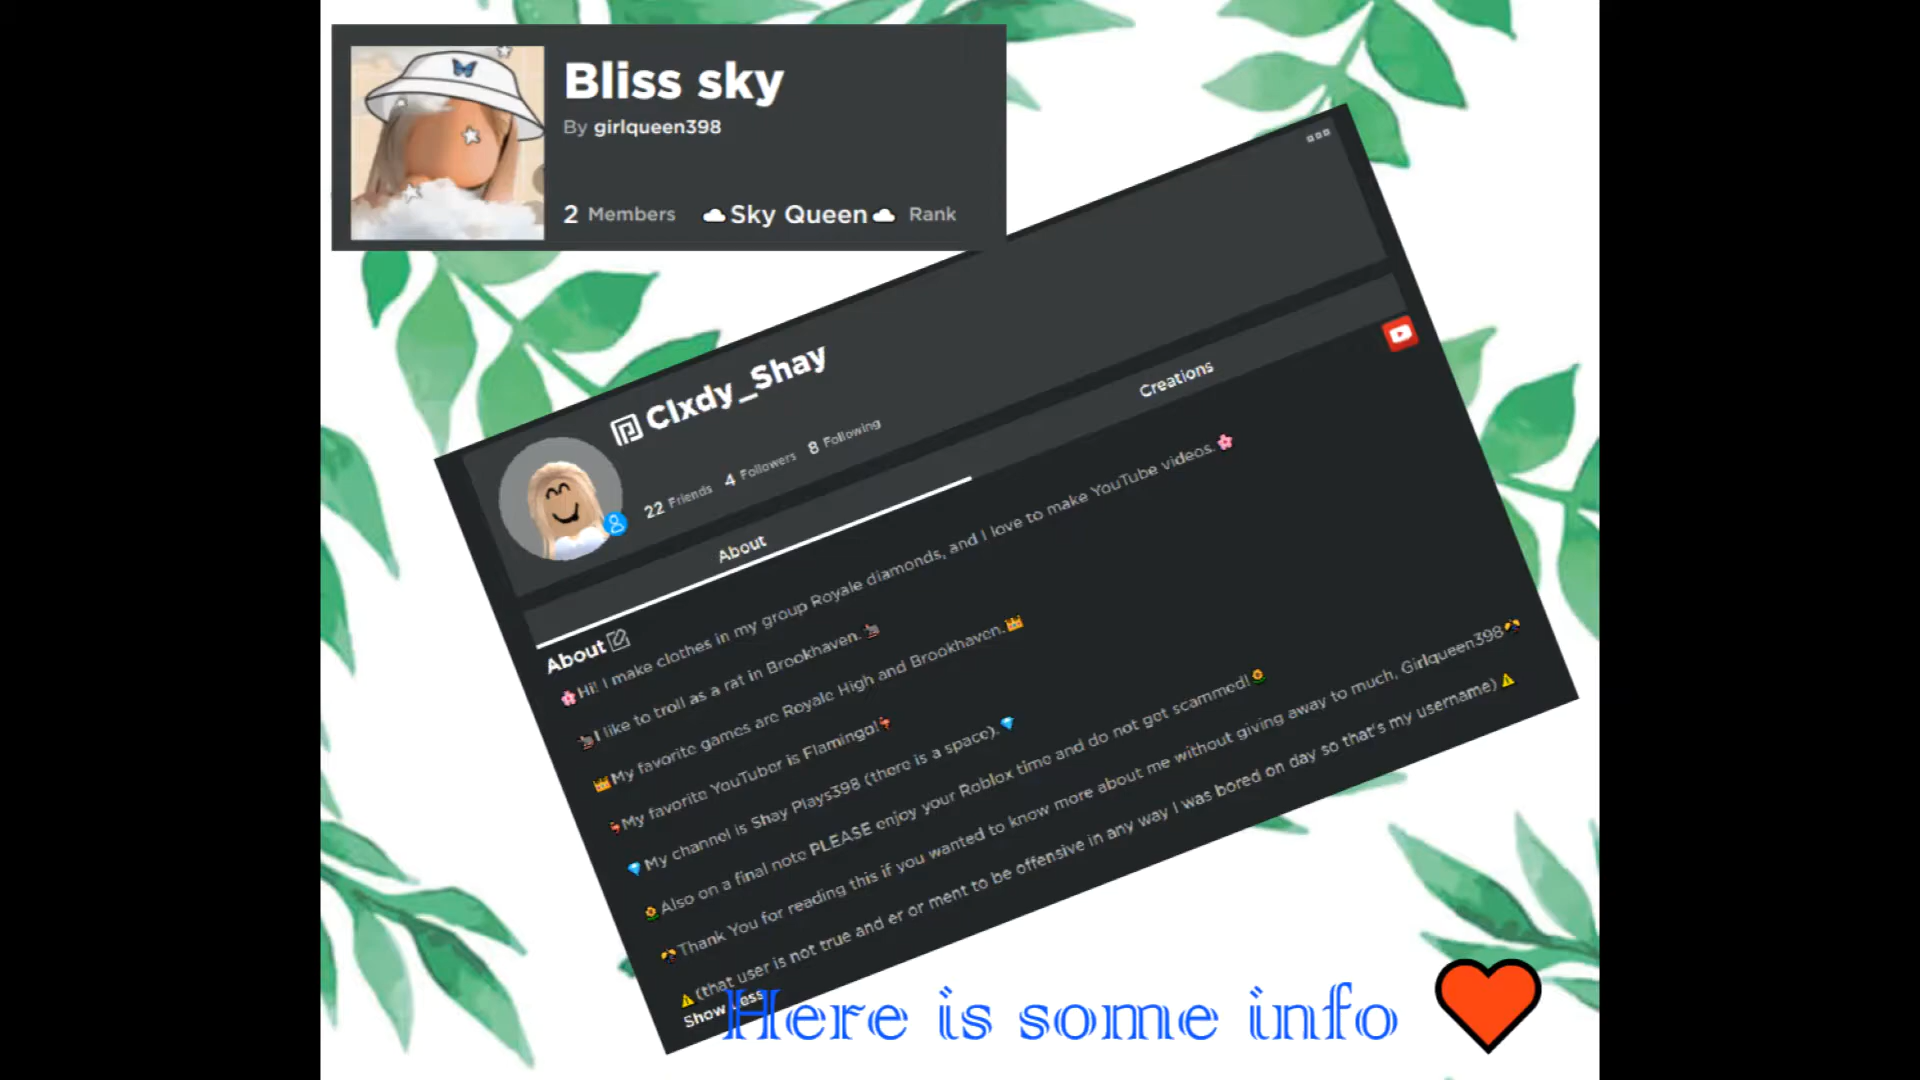 Bliss sky
By girlqueen398
2 Members ☁Sky Queen☁ Rank
Clxdy_Shay
22 Friends 4 Followers 8 Following
About Creations
About
🌸Hi! I make clothes in my group Royale diamonds, and I love to make YouTube videos.🌸
🐀I like to troll as a rat in Brookhaven.🐀
👑My favorite games are Royale High and Brookhaven.👑
🦩My favorite YouTuber is Flamingo!🦩
💎My channel is Shay Plays398 (there is a space).💎
🌻Also on a final note PLEASE enjoy your Roblox time and do not get scammed!🌻
Thank You for reading this if you wanted to know more about me without giving away to much, Girlqueen398
⚠(that user is not true and er or ment to be offensive in any way I was bored on day so that's my username)⚠
Show Less
Here is some info